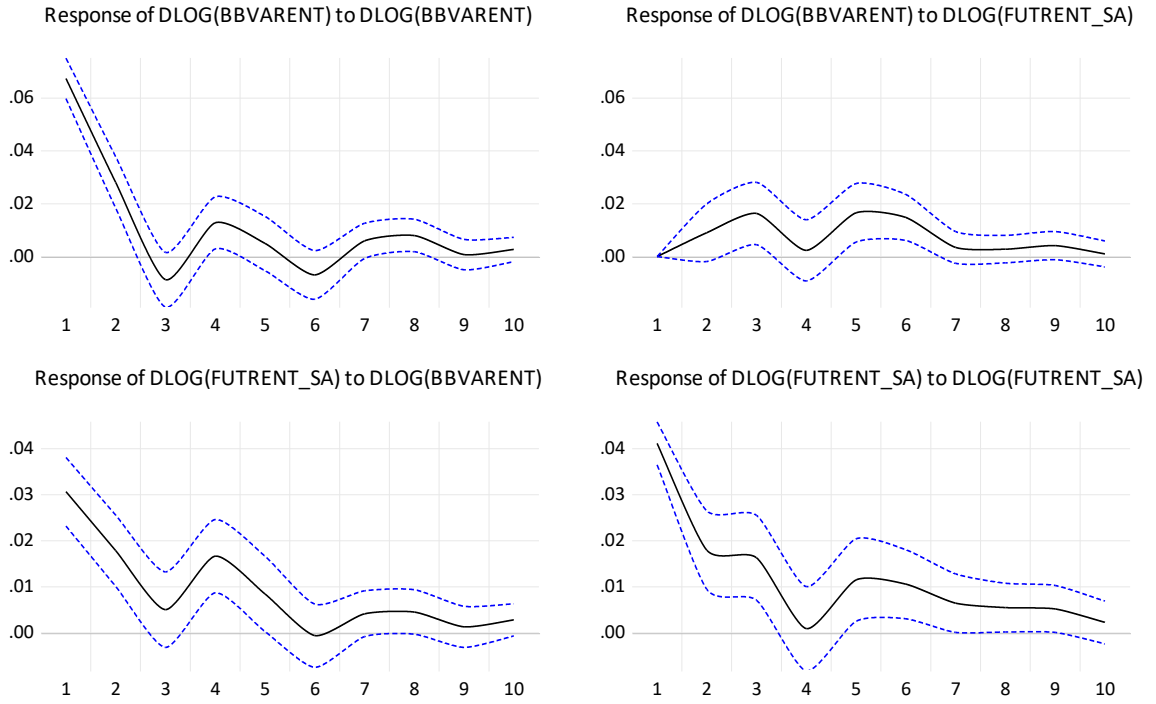 Response of DLOG(BBVARENT) to DLOG(BBVARENT)
.06
.04
.02
.00
1 2 3 4 5 6 7 8 9 10
Response of DLOG(BBVARENT) to DLOG(FUTRENT_SA)
.06
.04
.02
.00
1 2 3 4 5 6 7 8 9 10
Response of DLOG(FUTRENT_SA) to DLOG(BBVARENT)
.04
.03
.02
.01
.00
1 2 3 4 5 6 7 8 9 10
Response of DLOG(FUTRENT_SA) to DLOG(FUTRENT_SA)
.04
.03
.02
.01
.00
1 2 3 4 5 6 7 8 9 10